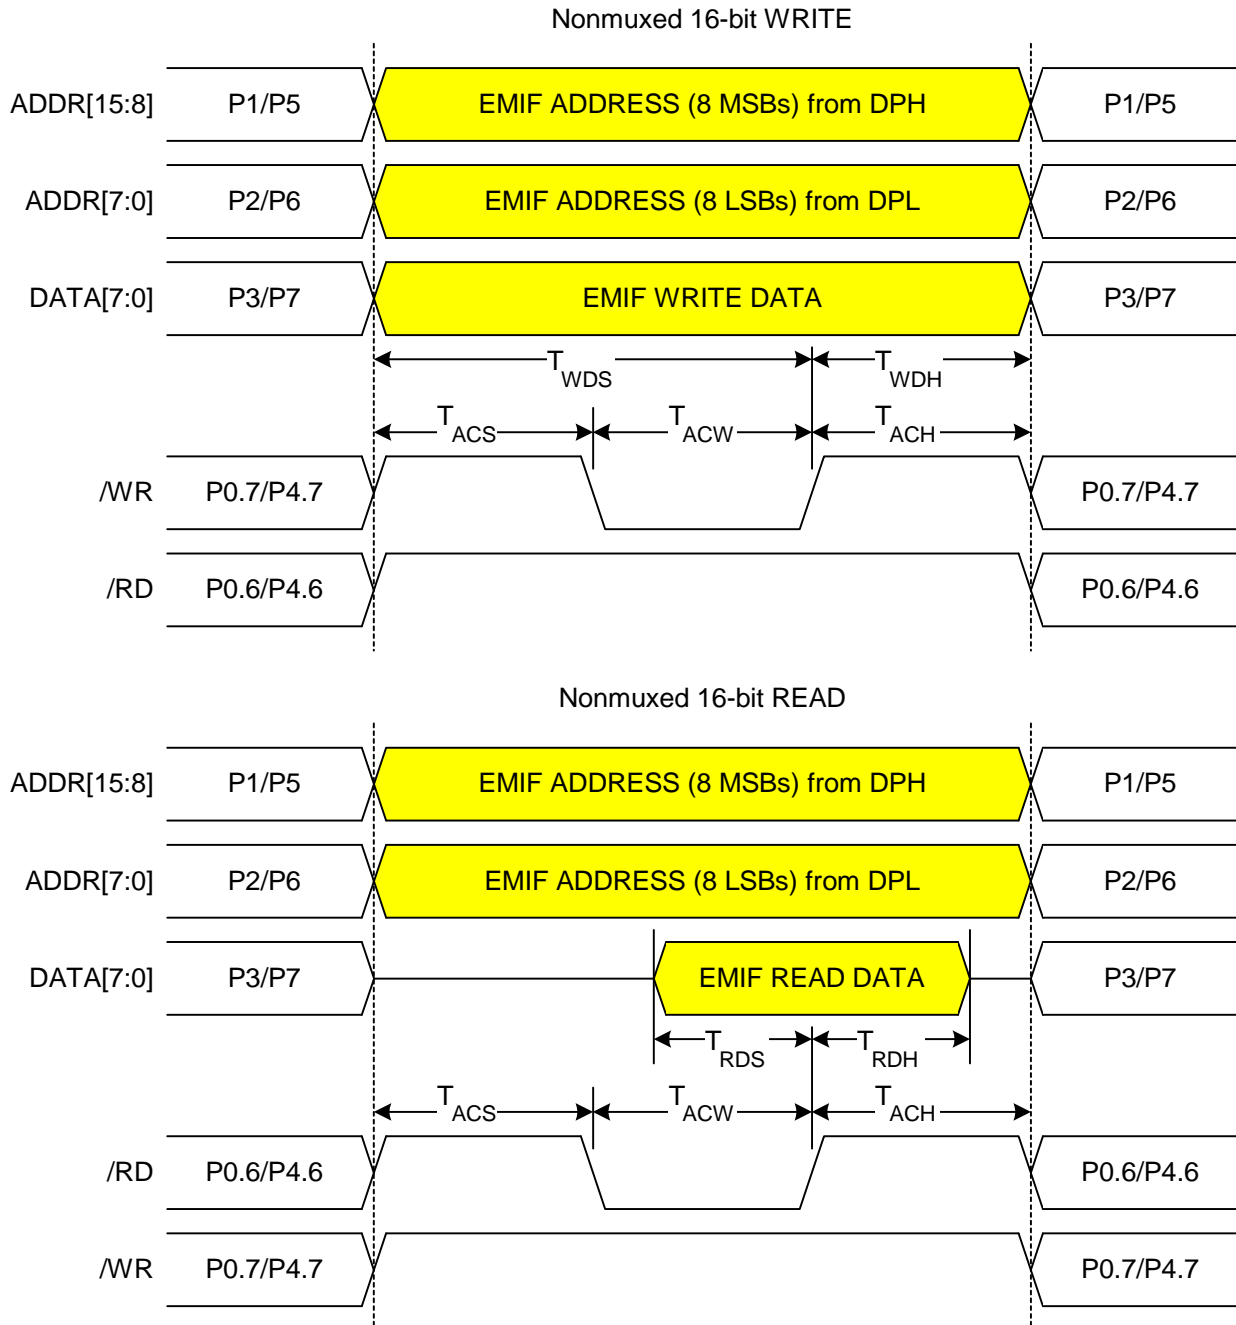 Nonmuxed 16-bit WRITE
ADDR[15:8] P1/P5 EMIF ADDRESS (8 MSBs) from DPH P1/P5
ADDR[7:0] P2/P6 EMIF ADDRESS (8 LSBs) from DPL P2/P6
DATA[7:0] P3/P7 EMIF WRITE DATA P3/P7
TWDS TWDH
TACS TACW TACH
/WR P0.7/P4.7 P0.7/P4.7
/RD P0.6/P4.6 P0.6/P4.6
Nonmuxed 16-bit READ
ADDR[15:8] P1/P5 EMIF ADDRESS (8 MSBs) from DPH P1/P5
ADDR[7:0] P2/P6 EMIF ADDRESS (8 LSBs) from DPL P2/P6
DATA[7:0] P3/P7 EMIF READ DATA P3/P7
TRDS TRDH
TACS TACW TACH
/RD P0.6/P4.6 P0.6/P4.6
/WR P0.7/P4.7 P0.7/P4.7